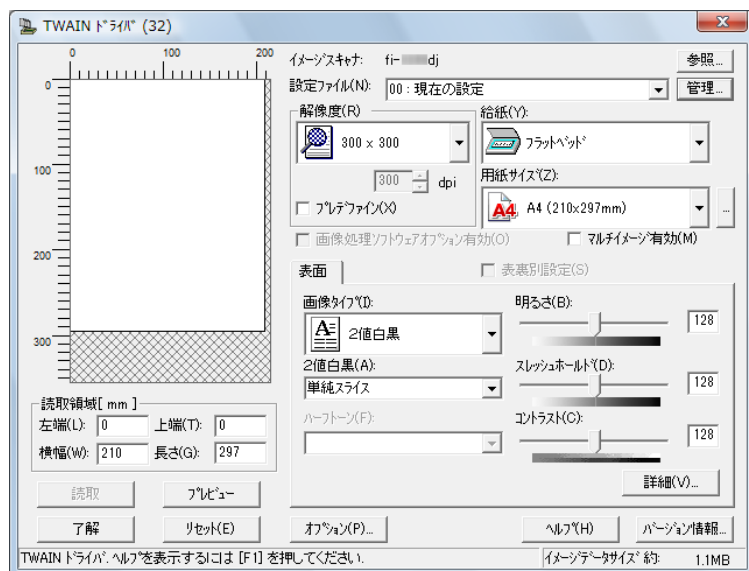 TWAIN ﾄﾞﾗｲﾊﾞ (32)
0 100 200
0
100
200
300
ｲﾒｰｼﾞｽｷｬﾅ: fi- dj
参照...
設定ﾌｧｲﾙ(N): 00 : 現在の設定
管理...
解像度(R)
300 × 300
300 dpi
ﾌﾟﾚﾃﾞﾌｧｲﾝ(X)
給紙(Y):
ﾌﾗｯﾄﾍﾞｯﾄﾞ
用紙ｻｲｽﾞ(Z):
A4 A4 (210x297mm)
...
画像処理ｿﾌﾄｳｪｱｵﾌﾟｼｮﾝ有効(O)
ﾏﾙﾁｲﾒｰｼﾞ有効(M)
表面
表裏別設定(S)
画像ﾀｲﾌﾟ(I):
A 2値白黒
2値白黒(A):
単純ｽﾗｲｽ
ﾊｰﾌﾄｰﾝ(F):
明るさ(B):
128
ｽﾚｯｼｭﾎｰﾙﾄﾞ(D):
128
ｺﾝﾄﾗｽﾄ(C):
128
詳細(V)...
読取領域[ mm ]
左端(L): 0 上端(T): 0
横幅(W): 210 長さ(G): 297
読取 ﾌﾟﾚﾋﾞｭｰ
了解 ﾘｾｯﾄ(E) ｵﾌﾟｼｮﾝ(P)... ﾍﾙﾌﾟ(H) ﾊﾞｰｼﾞｮﾝ情報...
TWAIN ﾄﾞﾗｲﾊﾞ. ﾍﾙﾌﾟを表示するには [F1] を押してください. ｲﾒｰｼﾞﾃﾞｰﾀｻｲｽﾞ 約: 1.1MB